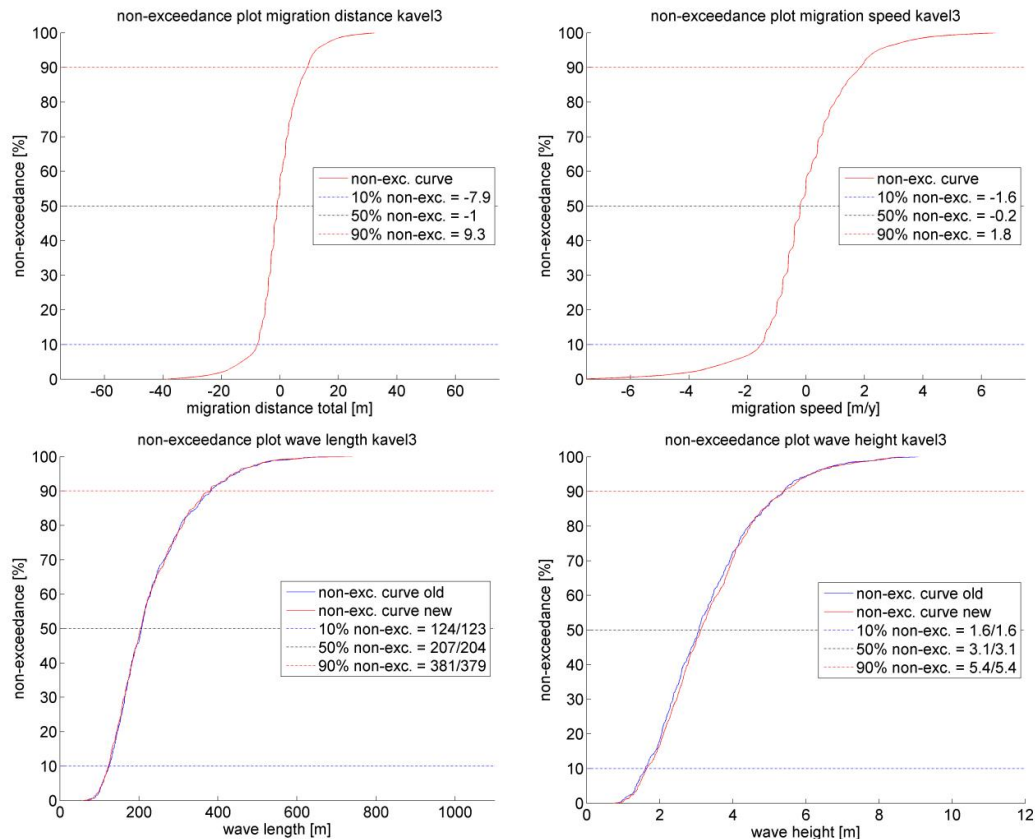 non-exceedance plot migration distance kavel3
100
90
80
70
60
50
40
30
20
10
0
non-exceedance [%]
non-exc. curve
10% non-exc. = -7.9
50% non-exc. = -1
90% non-exc. = 9.3
-60 -40 -20 0 20 40 60
migration distance total [m]
non-exceedance plot migration speed kavel3
100
90
80
70
60
50
40
30
20
10
0
non-exceedance [%]
non-exc. curve
10% non-exc. = -1.6
50% non-exc. = -0.2
90% non-exc. = 1.8
-6 -4 -2 0 2 4 6
migration speed [m/y]
non-exceedance plot wave length kavel3
100
90
80
70
60
50
40
30
20
10
0
non-exceedance [%]
non-exc. curve old
non-exc. curve new
10% non-exc. = 124/123
50% non-exc. = 207/204
90% non-exc. = 381/379
0 200 400 600 800 1000
wave length [m]
non-exceedance plot wave height kavel3
100
90
80
70
60
50
40
30
20
10
0
non-exceedance [%]
non-exc. curve old
non-exc. curve new
10% non-exc. = 1.6/1.6
50% non-exc. = 3.1/3.1
90% non-exc. = 5.4/5.4
0 2 4 6 8 10 12
wave height [m]